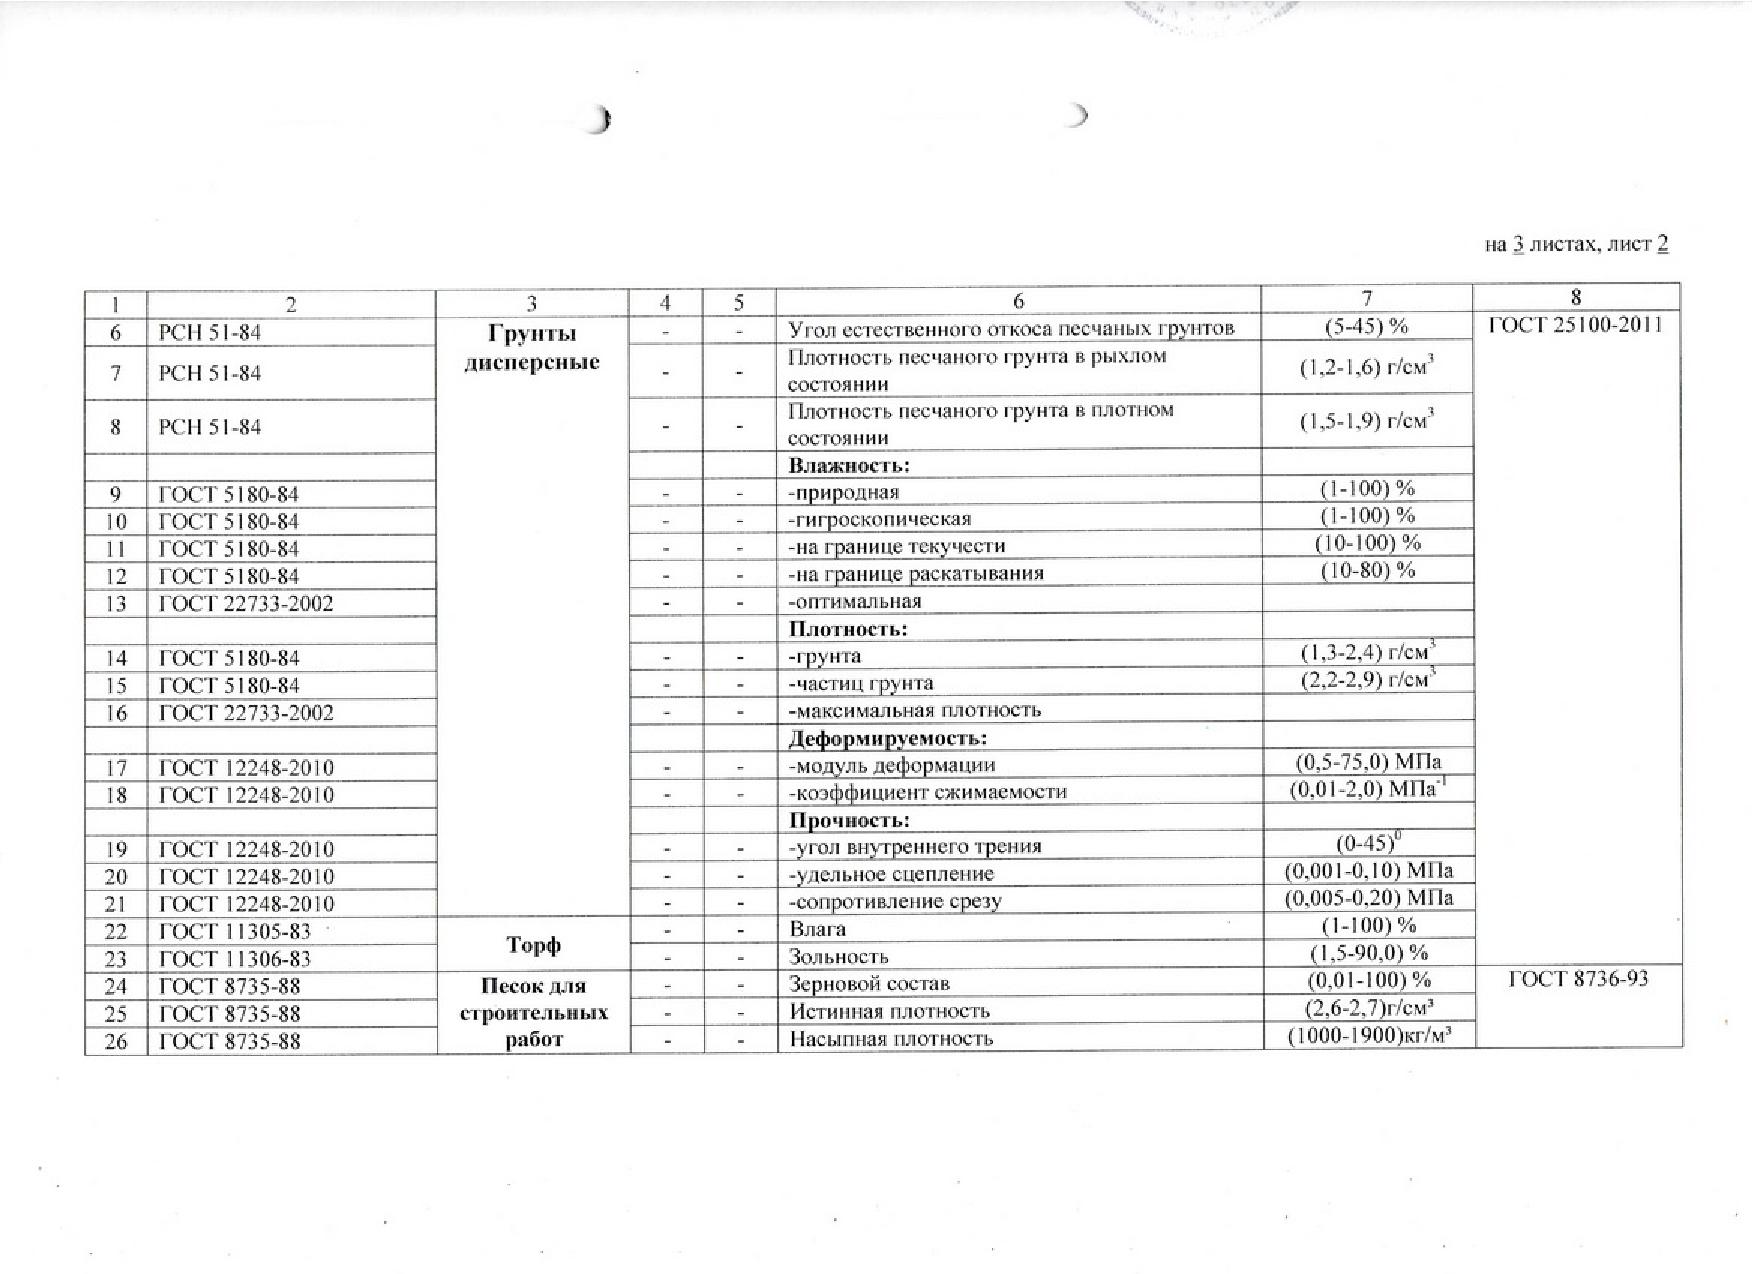 на 3 листах, лист 2
1 2 3 4 5 6 7 8
6 РСН 51-84 Грунты дисперсные - - Угол естественного откоса песчаных грунтов (5-45) % ГОСТ 25100-2011
7 РСН 51-84 - - Плотность песчаного грунта в рыхлом состоянии (1,2-1,6) г/см³
8 РСН 51-84 - - Плотность песчаного грунта в плотном состоянии (1,5-1,9) г/см³
Влажность:
9 ГОСТ 5180-84 - - -природная (1-100) %
10 ГОСТ 5180-84 - - -гигроскопическая (1-100) %
11 ГОСТ 5180-84 - - -на границе текучести (10-100) %
12 ГОСТ 5180-84 - - -на границе раскатывания (10-80) %
13 ГОСТ 22733-2002 - - -оптимальная
Плотность:
14 ГОСТ 5180-84 - - -грунта (1,3-2,4) г/см³
15 ГОСТ 5180-84 - - -частиц грунта (2,2-2,9) г/см³
16 ГОСТ 22733-2002 - - -максимальная плотность
Деформируемость:
17 ГОСТ 12248-2010 - - -модуль деформации (0,5-75,0) МПа
18 ГОСТ 12248-2010 - - -коэффициент сжимаемости (0,01-2,0) МПа⁻¹
Прочность:
19 ГОСТ 12248-2010 - - -угол внутреннего трения (0-45)⁰
20 ГОСТ 12248-2010 - - -удельное сцепление (0,001-0,10) МПа
21 ГОСТ 12248-2010 - - -сопротивление срезу (0,005-0,20) МПа
22 ГОСТ 11305-83 Торф - - Влага (1-100) %
23 ГОСТ 11306-83 - - Зольность (1,5-90,0) %
24 ГОСТ 8735-88 Песок для строительных работ - - Зерновой состав (0,01-100) % ГОСТ 8736-93
25 ГОСТ 8735-88 - - Истинная плотность (2,6-2,7)г/см³
26 ГОСТ 8735-88 - - Насыпная плотность (1000-1900)кг/м³